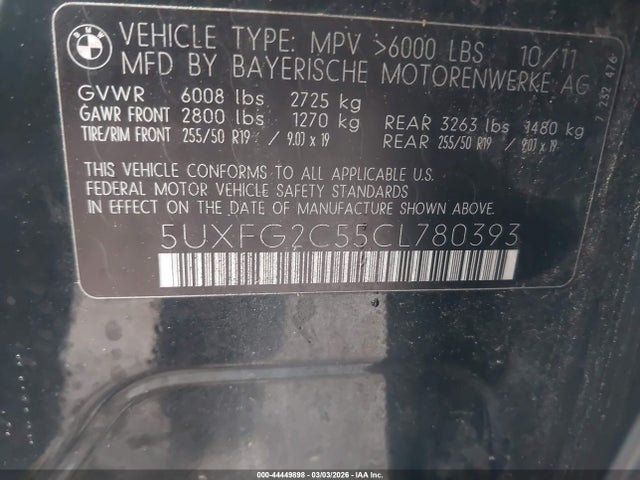 BMW
VEHICLE TYPE: MPV >6000 LBS 10/11
MFD BY BAYERISCHE MOTORENWERKE AG
GVWR 6008 lbs 2725 kg
GAWR FRONT 2800 lbs 1270 kg REAR 3263 lbs 1480 kg
TIRE/RIM FRONT 255/50 R19 / 9.0J x 19 REAR 255/50 R19 / 9.0J x 19
7 232 476
THIS VEHICLE CONFORMS TO ALL APPLICABLE U.S.
FEDERAL MOTOR VEHICLE SAFETY STANDARDS
IN EFFECT ON THE DATE OF MANUFACTURE SHOWN ABOVE.
5UXFG2C55CL780393
000-44449898 - 03/03/2026 - IAA Inc.